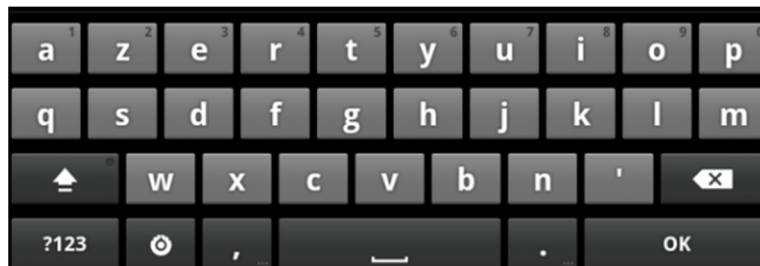 a 1 z 2 e 3 r 4 t 5 y 6 u 7 i 8 o 9 p
q s d f g h j k l m
w x c v b n '
?123 , ... . ... OK